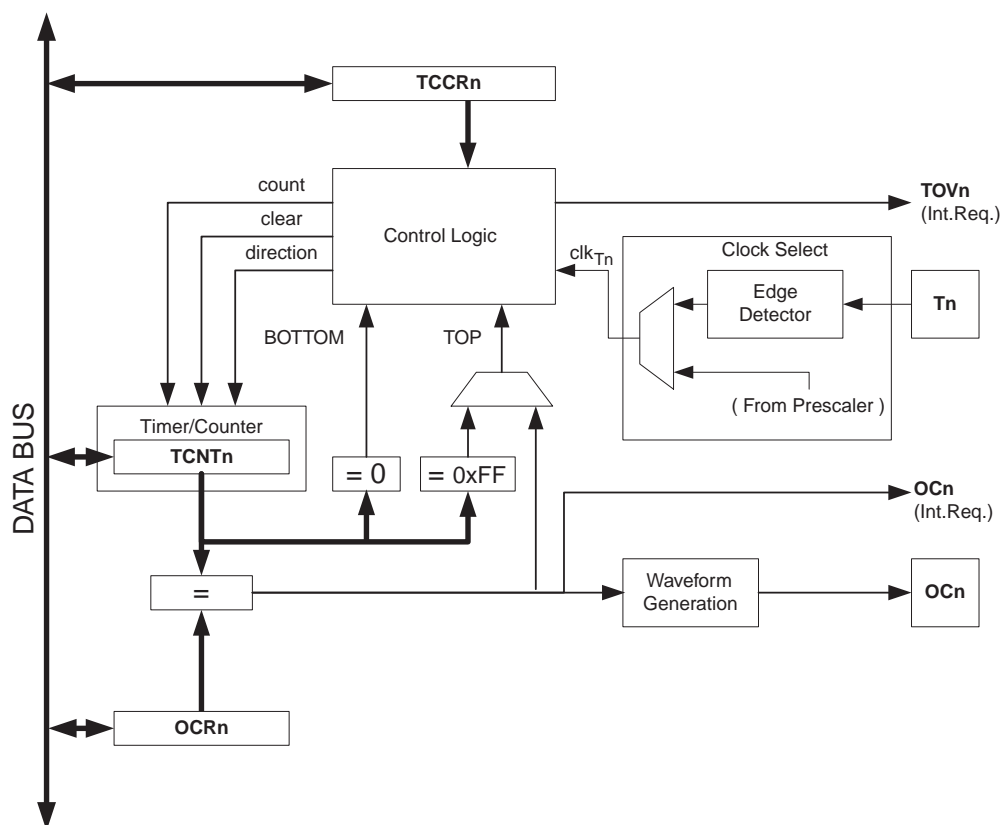 TCCRn
count
clear
direction
Control Logic
TOVn
(Int.Req.)
clkTn
Clock Select
Edge
Detector
Tn
( From Prescaler )
BOTTOM
TOP
Timer/Counter
TCNTn
= 0
= 0xFF
DATA BUS
OCn
(Int.Req.)
=
Waveform
Generation
OCn
OCRn